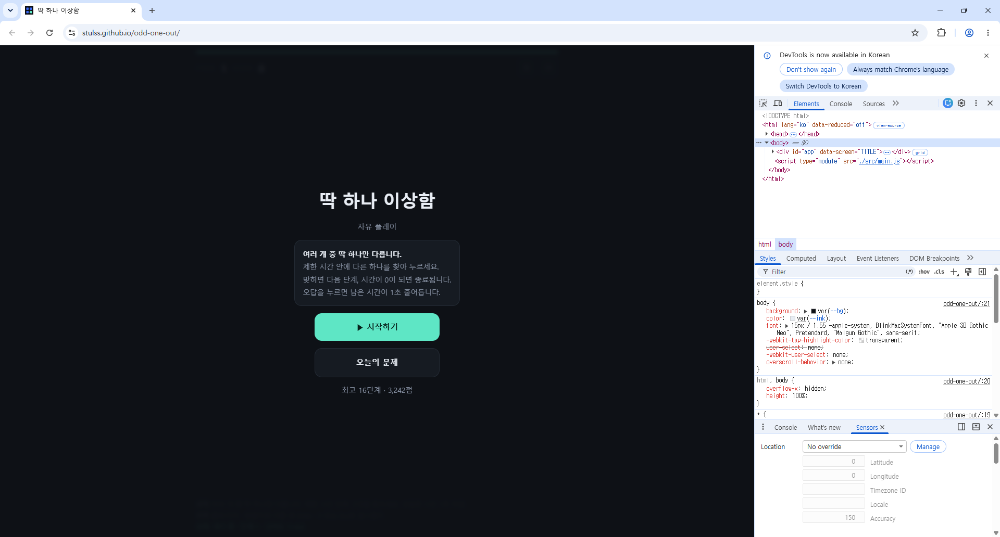 딱 하나 이상함
stulss.github.io/odd-one-out/
딱 하나 이상함
자유 플레이
여러 개 중 딱 하나만 다릅니다.
제한 시간 안에 다른 하나를 찾아 누르세요.
맞히면 다음 단계, 시간이 0이 되면 종료됩니다.
오답을 누르면 남은 시간이 1초 줄어듭니다.
▶ 시작하기
오늘의 문제
최고 16단계 · 3,242점
DevTools is now available in Korean
Don't show again
Always match Chrome's language
Switch DevTools to Korean
Elements Console Sources
<!DOCTYPE html>
<html lang="ko" data-reduced="off"> view-source
<head> ··· </head>
··· <body> == $0
<div id="app" data-screen="TITLE"> ··· </div> grid
<script type="module" src="./src/main.js"></script>
</body>
</html>
html body
Styles Computed Layout Event Listeners DOM Breakpoints
Filter :hov .cls
element.style {
}
body { odd-one-out/:21
background: var(--bg);
color: var(--ink);
font: 15px / 1.55 -apple-system, BlinkMacSystemFont, "Apple SD Gothic
Neo", Pretendard, "Malgun Gothic", sans-serif;
-webkit-tap-highlight-color: transparent;
user-select: none;
-webkit-user-select: none;
overscroll-behavior: none;
}
html, body { odd-one-out/:20
overflow-x: hidden;
height: 100%;
}
* { odd-one-out/:19
Console What's new Sensors
Location No override Manage
0 Latitude
0 Longitude
Timezone ID
Locale
150 Accuracy